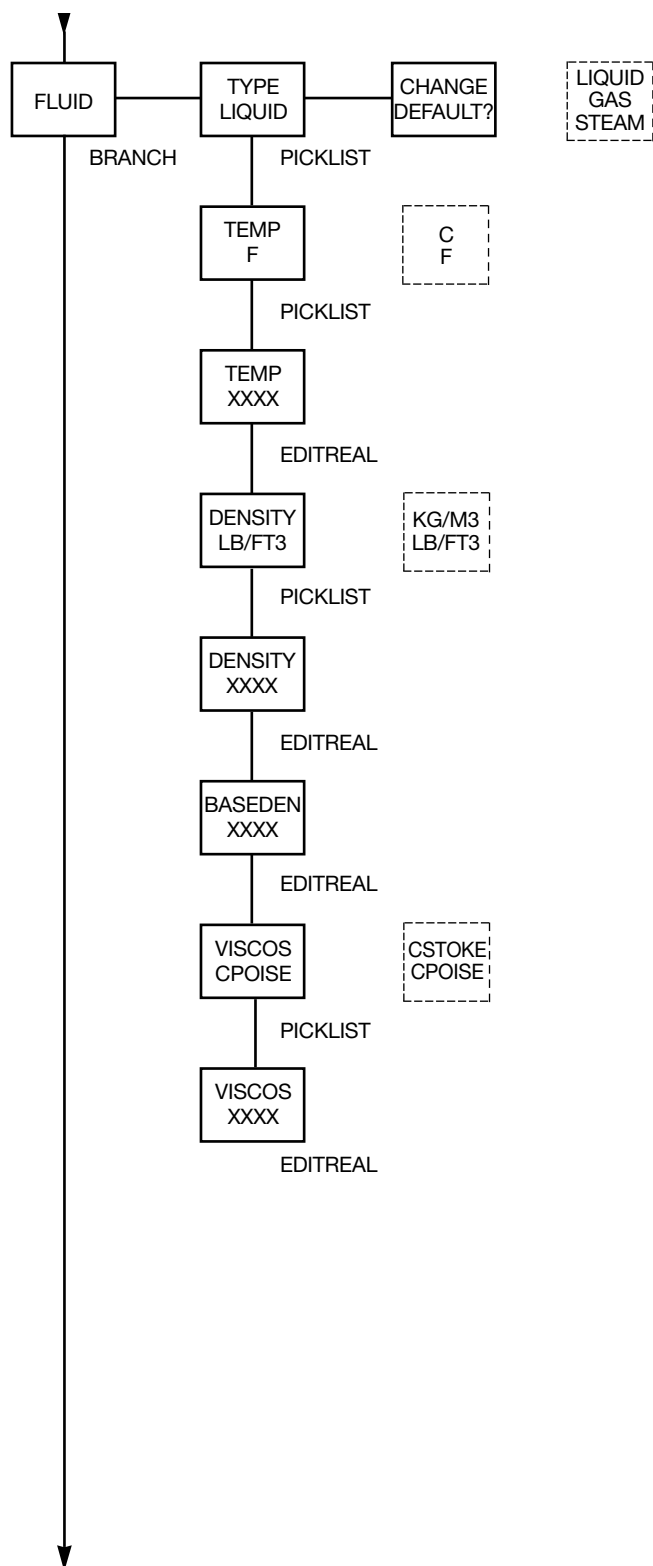 FLUID
TYPE
LIQUID
CHANGE
DEFAULT?
LIQUID
GAS
STEAM
BRANCH
PICKLIST
TEMP
F
C
F
PICKLIST
TEMP
XXXX
EDITREAL
DENSITY
LB/FT3
KG/M3
LB/FT3
PICKLIST
DENSITY
XXXX
EDITREAL
BASEDEN
XXXX
EDITREAL
VISCOS
CPOISE
CSTOKE
CPOISE
PICKLIST
VISCOS
XXXX
EDITREAL